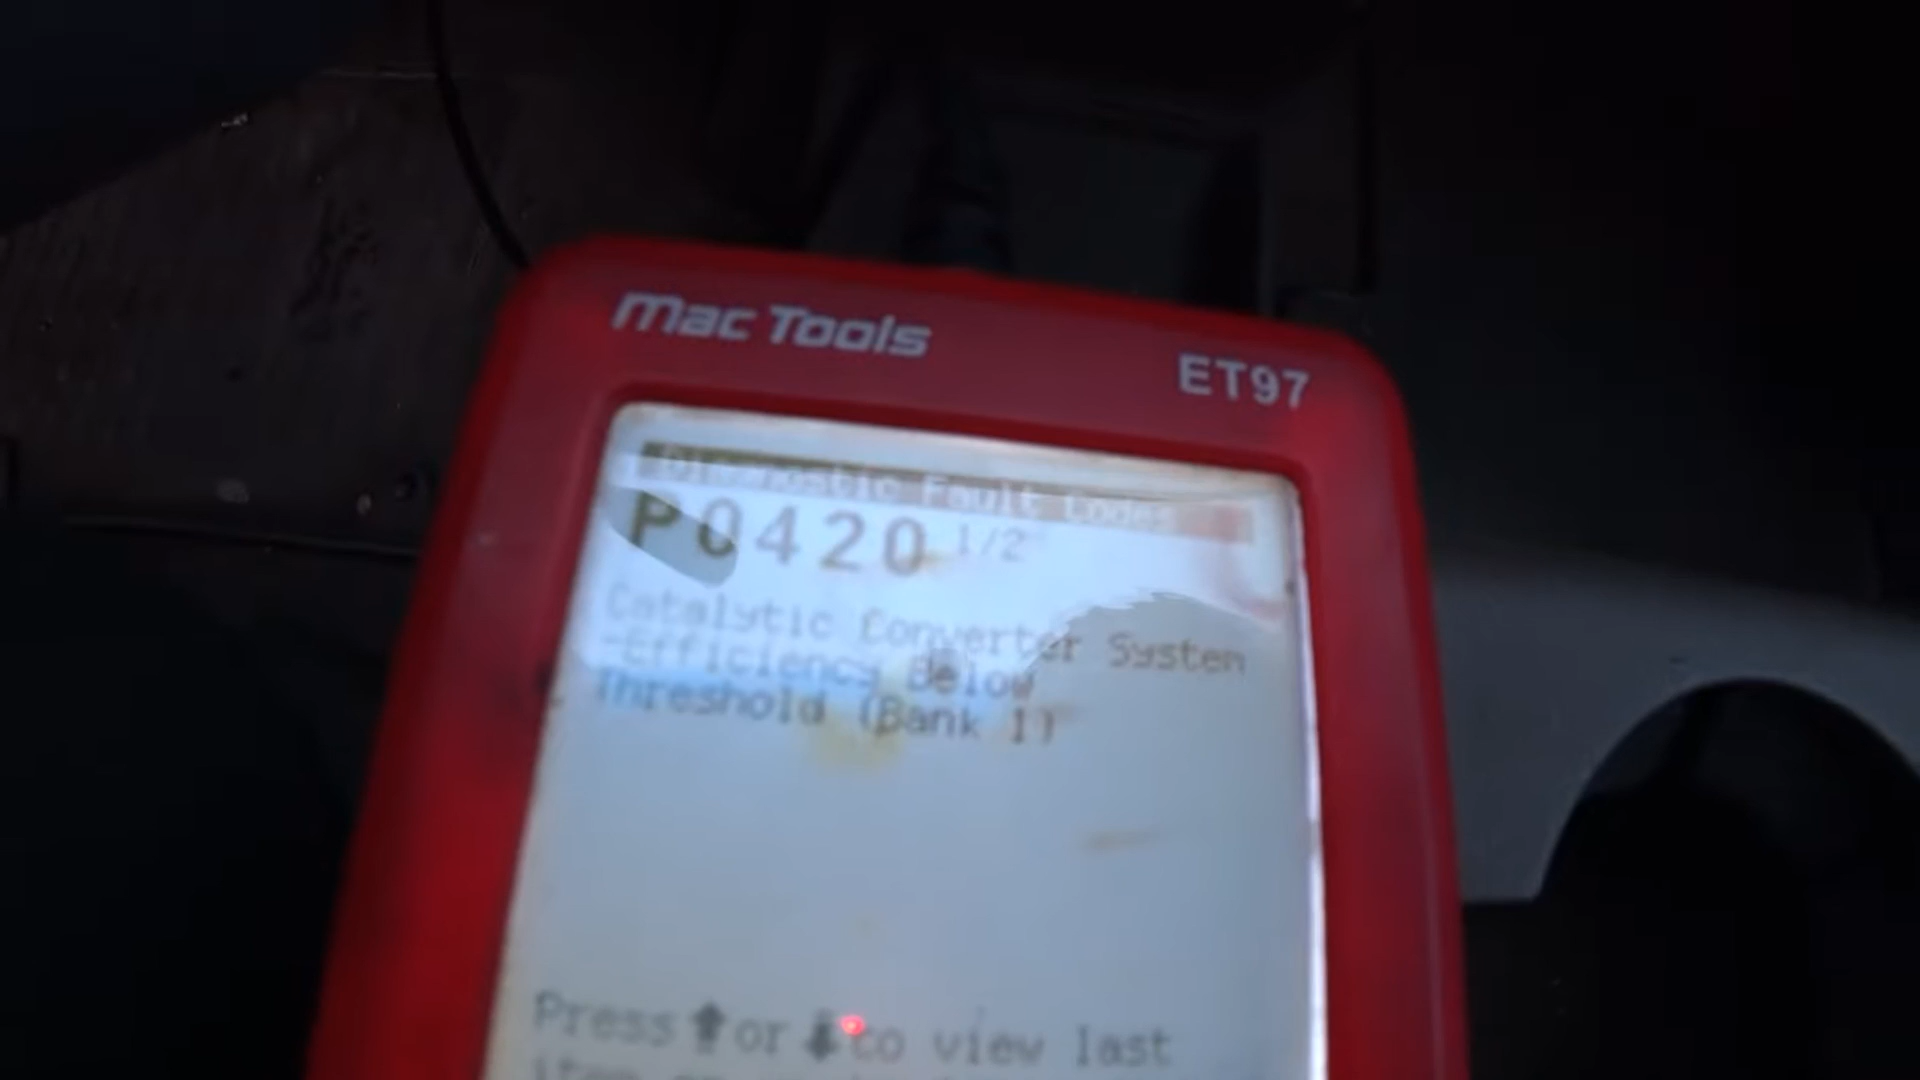 Mac Tools
ET97
Diagnostic Fault Codes
P0420 1/2
Catalytic Converter System
-Efficiency Below
Threshold (Bank 1)
Press ⬆ or ⬇ to view last
item